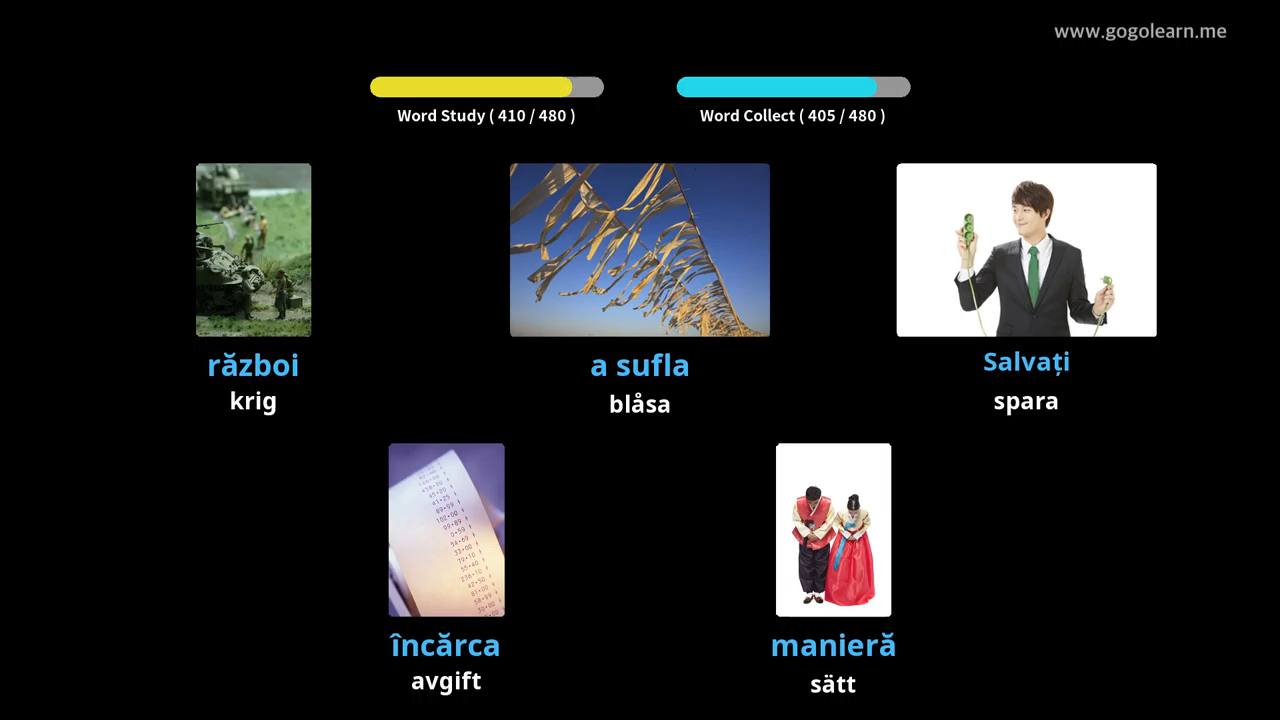 www.gogolearn.me
Word Study ( 410 / 480 )
Word Collect ( 405 / 480 )
război
krig
a sufla
blåsa
Salvați
spara
încărca
avgift
manieră
sätt